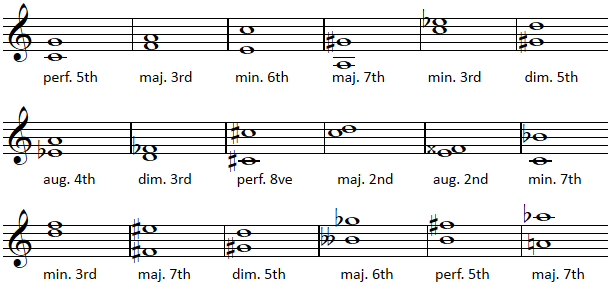 perf. 5th maj. 3rd min. 6th maj. 7th min. 3rd dim. 5th
aug. 4th dim. 3rd perf. 8ve maj. 2nd aug. 2nd min. 7th
min. 3rd maj. 7th dim. 5th maj. 6th perf. 5th maj. 7th